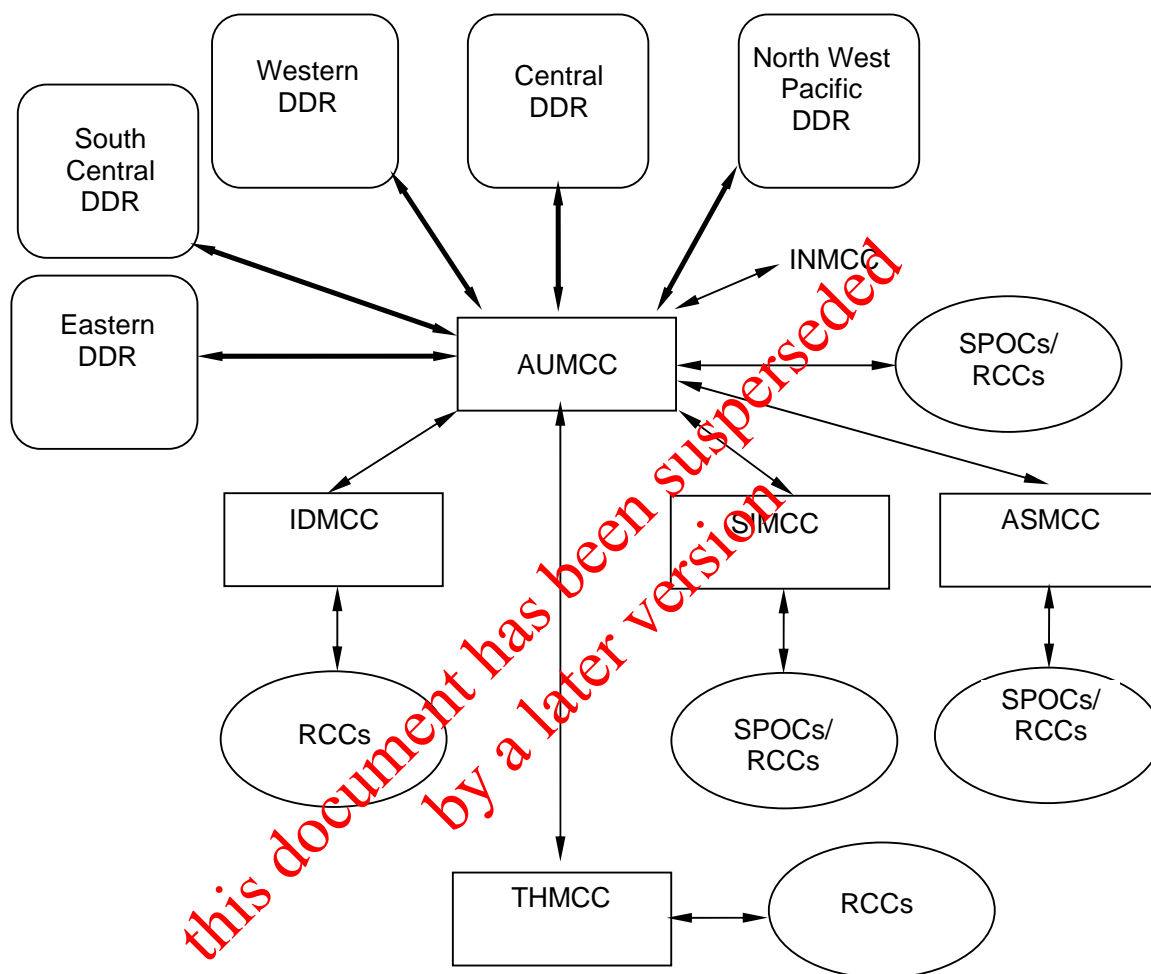 Western
DDR
Central
DDR
North West
Pacific
DDR
South
Central
DDR
INMCC
Eastern
DDR
AUMCC
SPOCs/
RCCs
IDMCC
SIMCC
ASMCC
RCCs
SPOCs/
RCCs
SPOCs/
RCCs
THMCC
RCCs
this document has been susperseded
by a later version